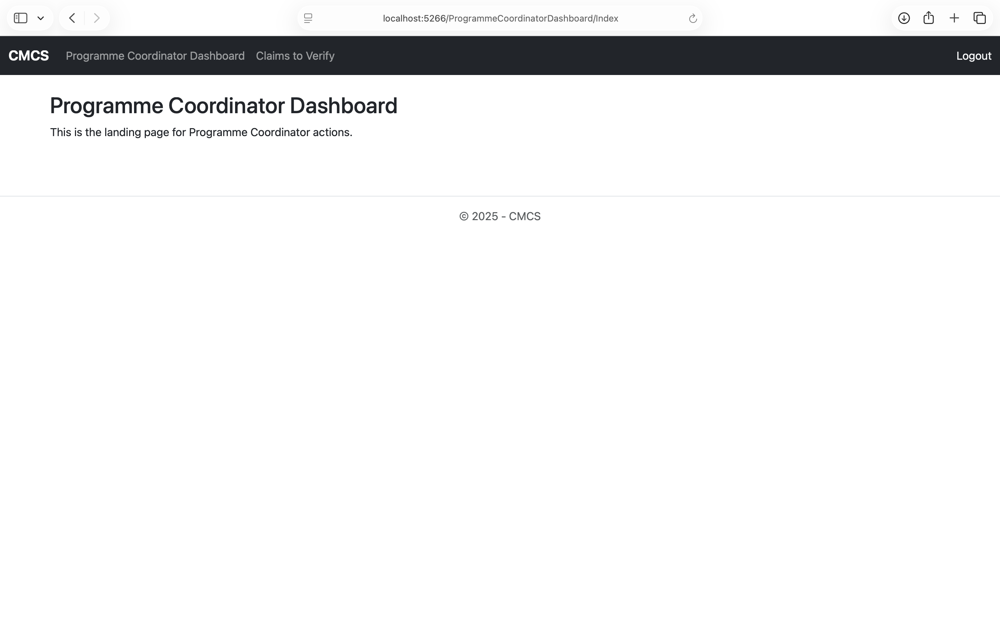 localhost:5266/ProgrammeCoordinatorDashboard/Index
CMCS Programme Coordinator Dashboard Claims to Verify Logout
Programme Coordinator Dashboard
This is the landing page for Programme Coordinator actions.
© 2025 - CMCS